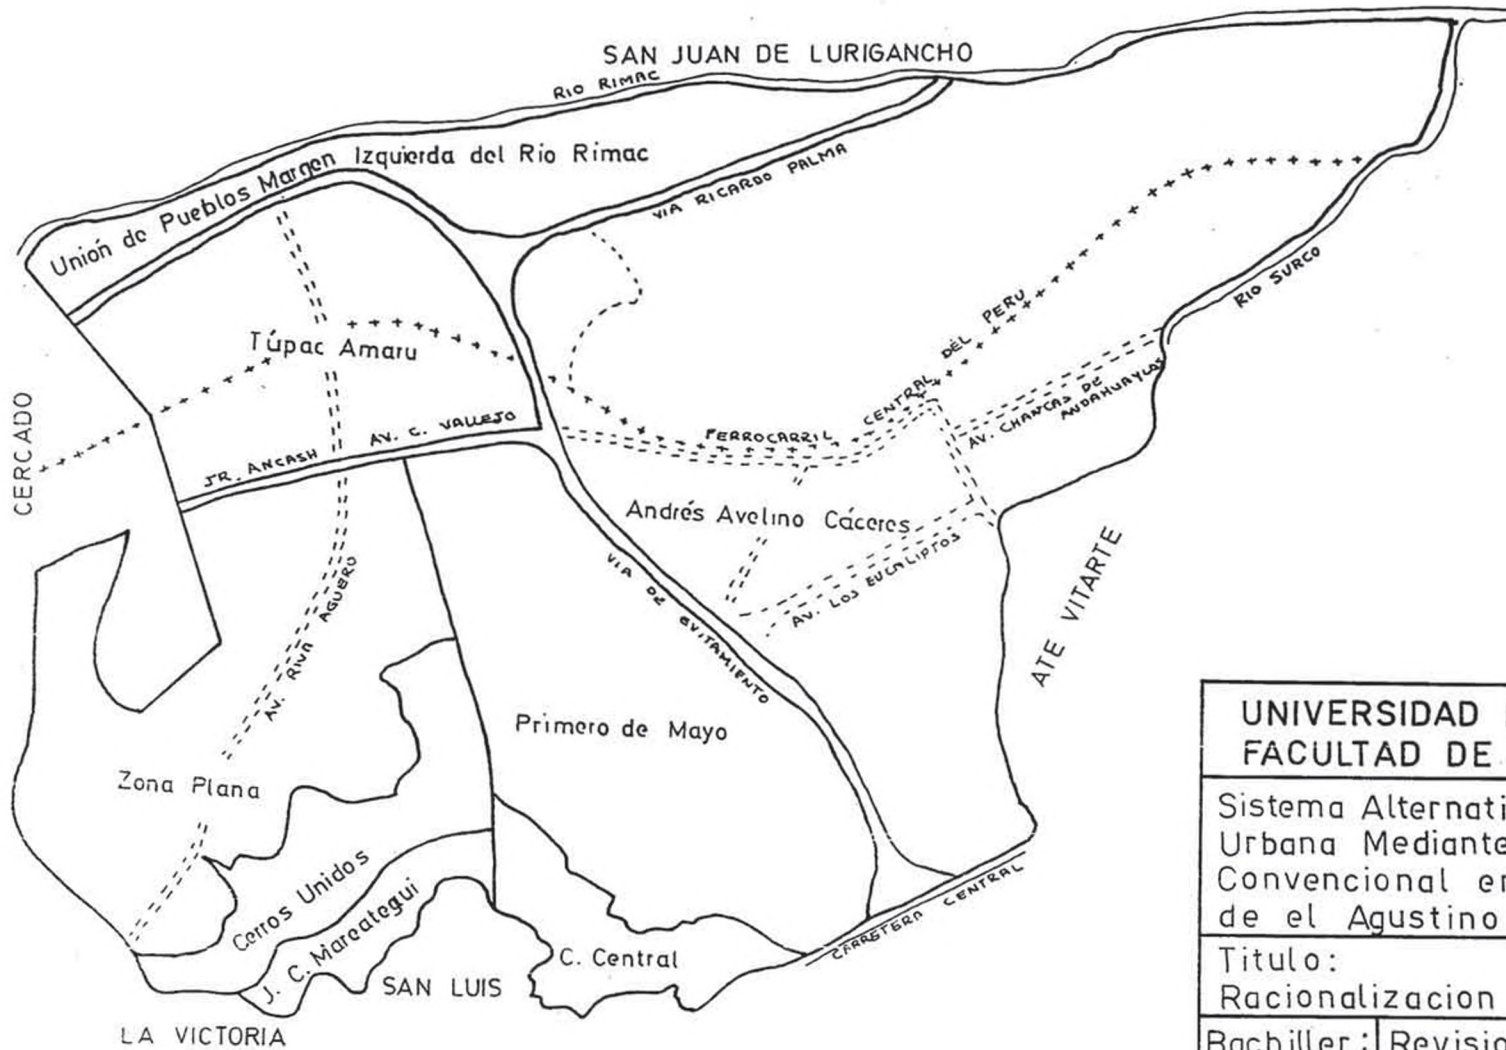 SAN JUAN DE LURIGANCHO
RIO RIMAC
Unión de Pueblos Margen Izquierda del Río Rímac
VIA RICARDO PALMA
RIO SURCO
Túpac Amaru
FERROCARRIL CENTRAL DEL PERU
AV. CHANCAS DE
ANDAHUAYLAS
CERCADO
JR. ANCASH
AV. C. VALLEJO
Andrés Avelino Cáceres
AV. LOS EUCALIPTOS
VIA DE EVITAMIENTO
AV. RIVA AGUERO
ATE VITARTE
Primero de Mayo
Zona Plana
Cerros Unidos
J. C. Mareategui
C. Central
CARRETERA CENTRAL
SAN LUIS
LA VICTORIA
UNIVERSIDAD
FACULTAD DE
Sistema Alternati
Urbana Mediante
Convencional en
de el Agustino
Titulo:
Racionalizacion
Bachiller:
Revisio